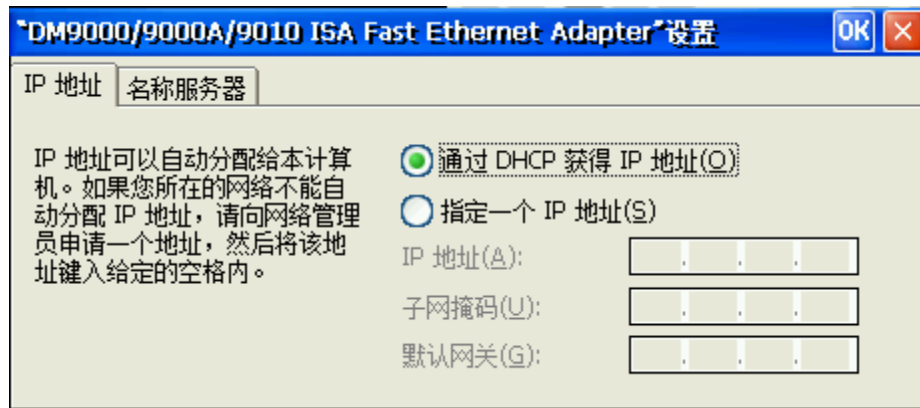 "DM9000/9000A/9010 ISA Fast Ethernet Adapter"设置 OK
IP 地址 名称服务器
IP 地址可以自动分配给本计算
机。如果您所在的网络不能自
动分配 IP 地址，请向网络管理
员申请一个地址，然后将该地
址键入给定的空格内。
通过 DHCP 获得 IP 地址(O)
指定一个 IP 地址(S)
IP 地址(A):
子网掩码(U):
默认网关(G):